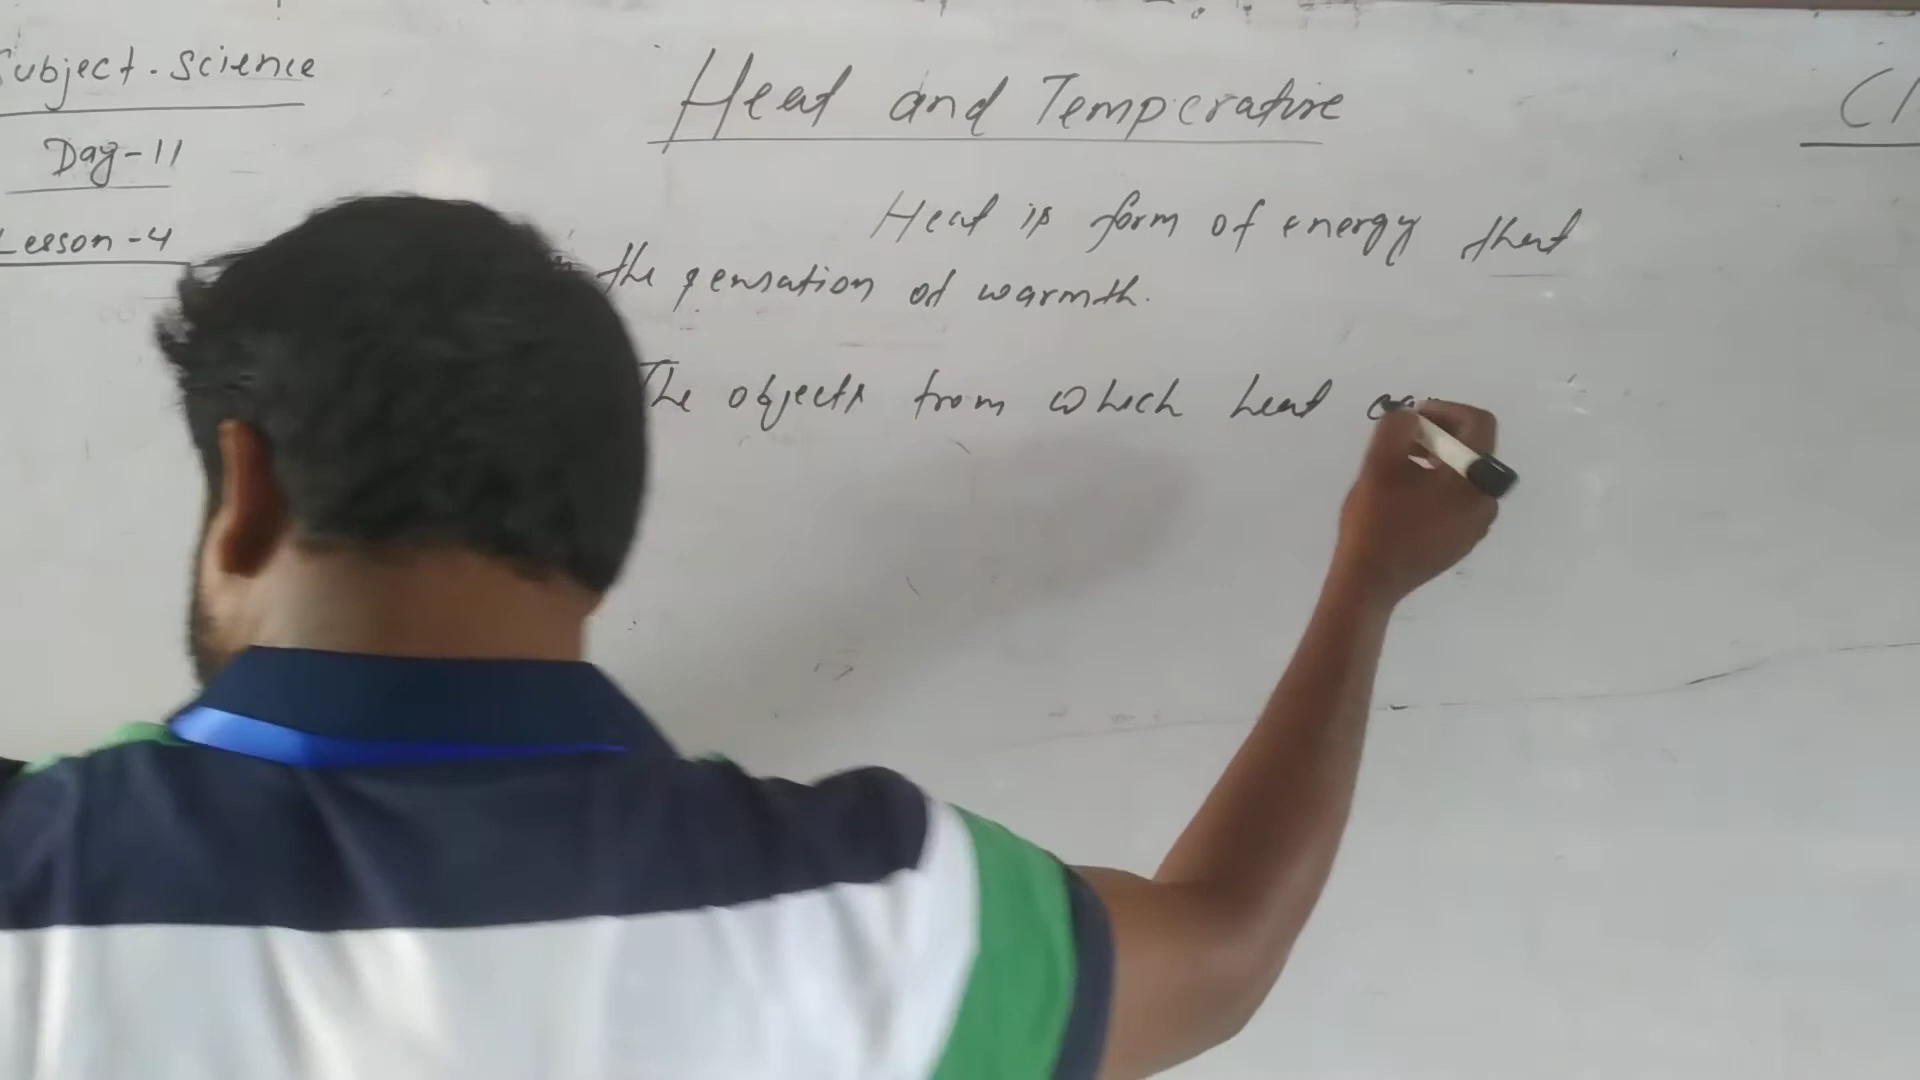 Subject - Science
Heat and Temperature
Day - 11
Lesson - 4
Heat is form of energy that
the sensation of warmth.
The objects from which heat